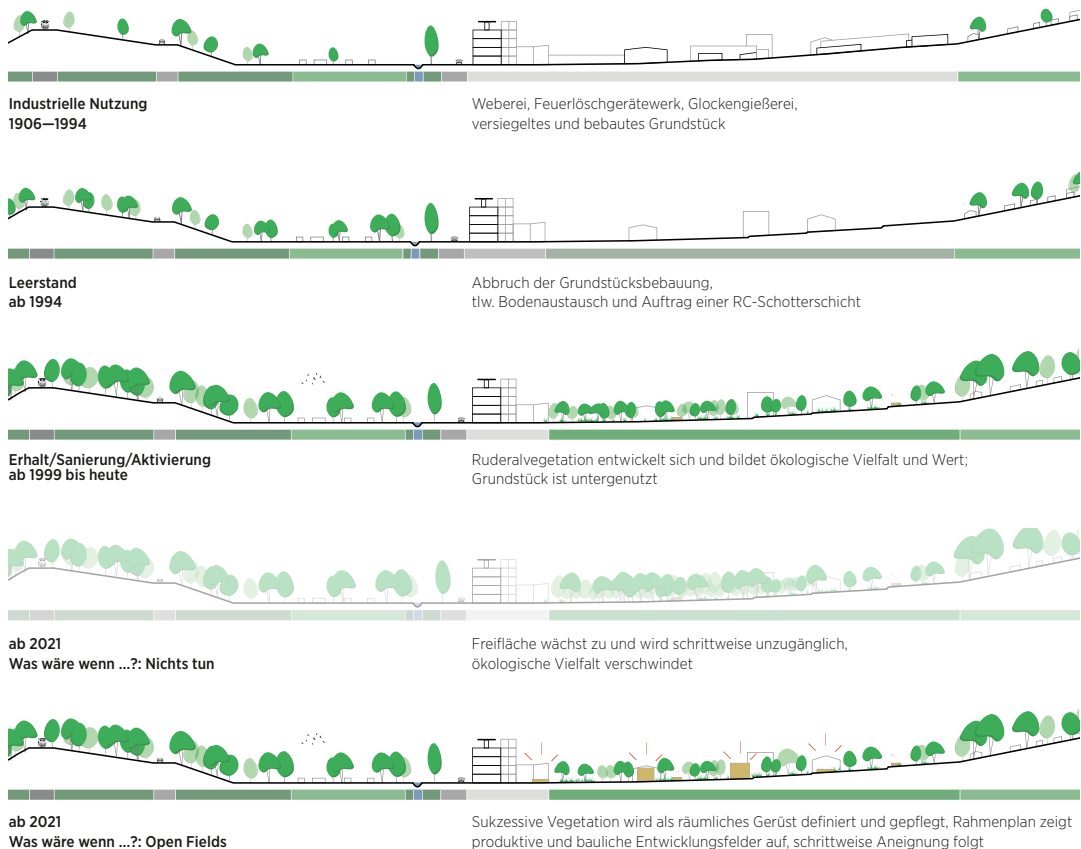 Industrielle Nutzung
1906—1994
Weberei, Feuerlöschgerätewerk, Glockengießerei,
versiegeltes und bebautes Grundstück
Leerstand
ab 1994
Abbruch der Grundstücksbebauung,
tlw. Bodenaustausch und Auftrag einer RC-Schotterschicht
Erhalt/Sanierung/Aktivierung
ab 1999 bis heute
Ruderalvegetation entwickelt sich und bildet ökologische Vielfalt und Wert;
Grundstück ist untergenutzt
ab 2021
Was wäre wenn ...?: Nichts tun
Freifläche wächst zu und wird schrittweise unzugänglich,
ökologische Vielfalt verschwindet
ab 2021
Was wäre wenn ...?: Open Fields
Sukzessive Vegetation wird als räumliches Gerüst definiert und gepflegt, Rahmenplan zeigt
produktive und bauliche Entwicklungsfelder auf, schrittweise Aneignung folgt